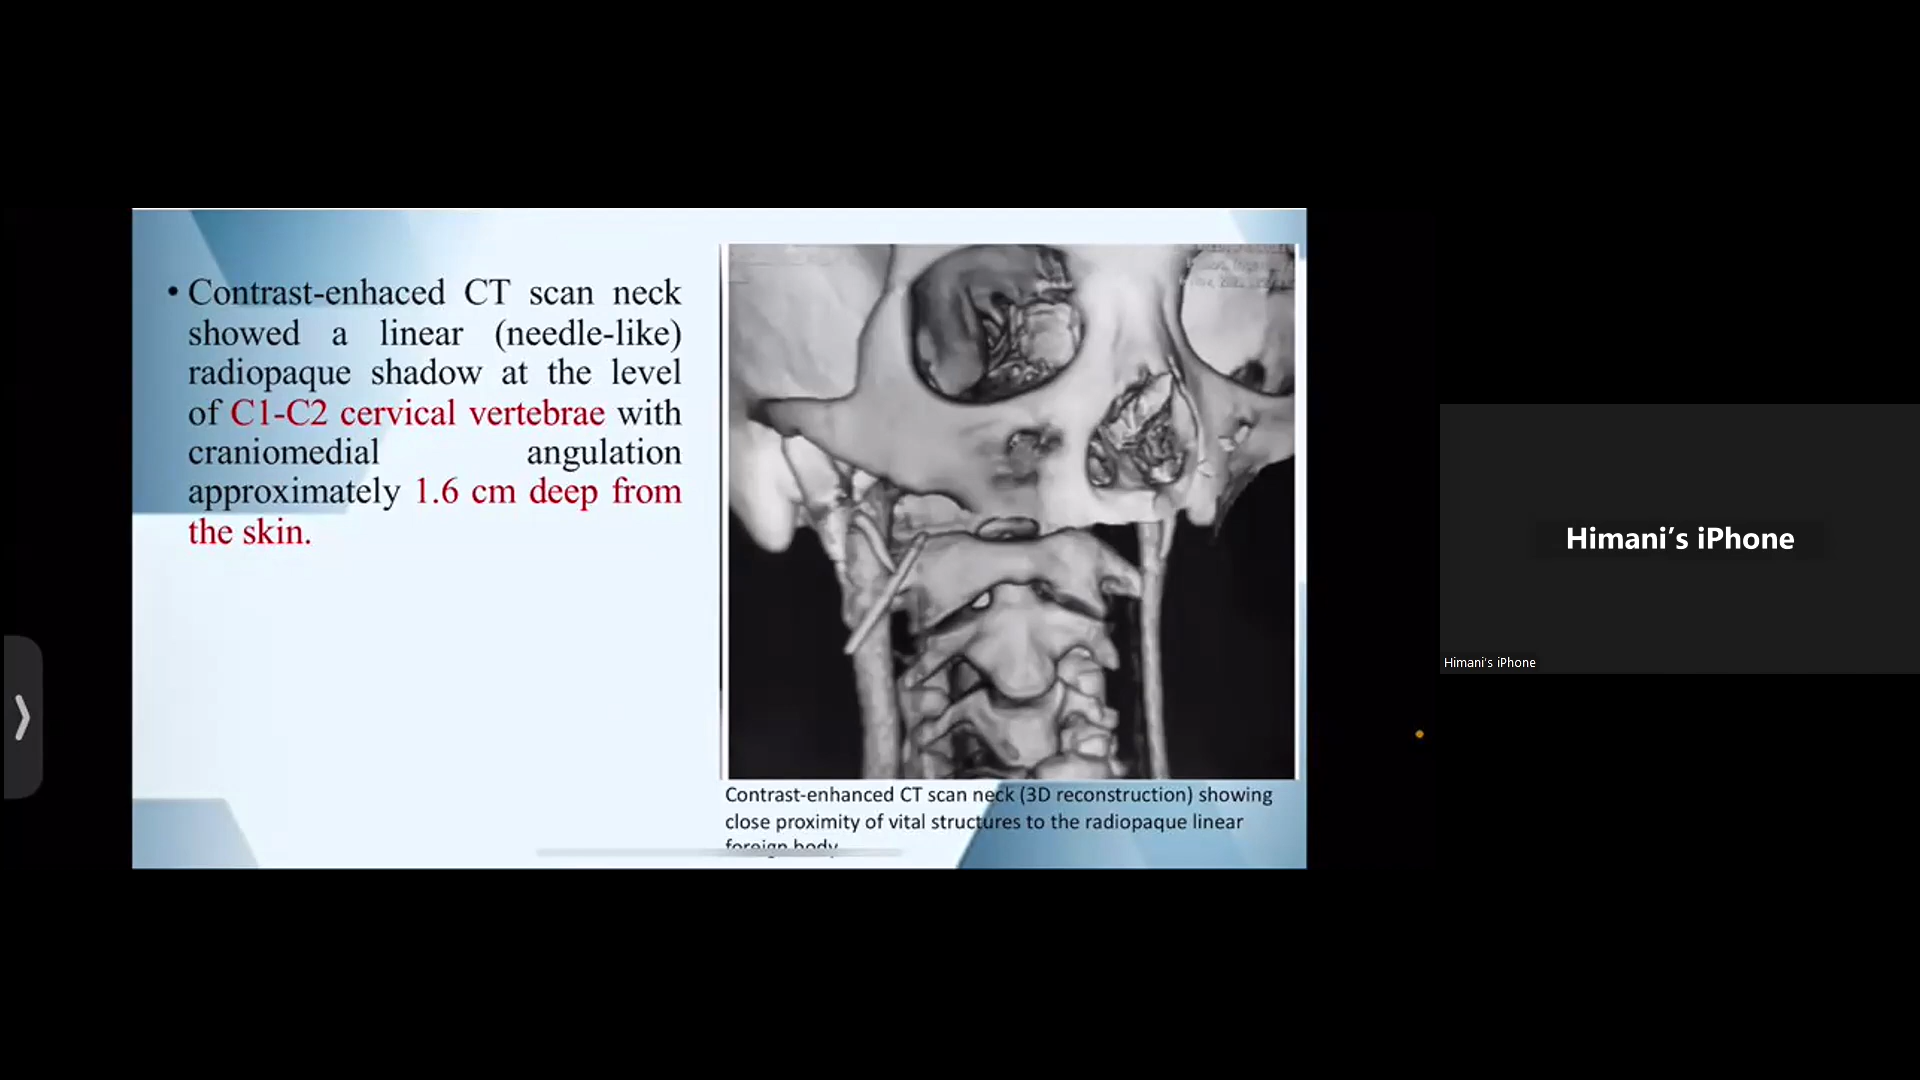 • Contrast-enhaced CT scan neck
showed a linear (needle-like)
radiopaque shadow at the level
of C1-C2 cervical vertebrae with
craniomedial angulation
approximately 1.6 cm deep from
the skin.
Contrast-enhanced CT scan neck (3D reconstruction) showing
close proximity of vital structures to the radiopaque linear
foreign body
Himani’s iPhone
Himani's iPhone